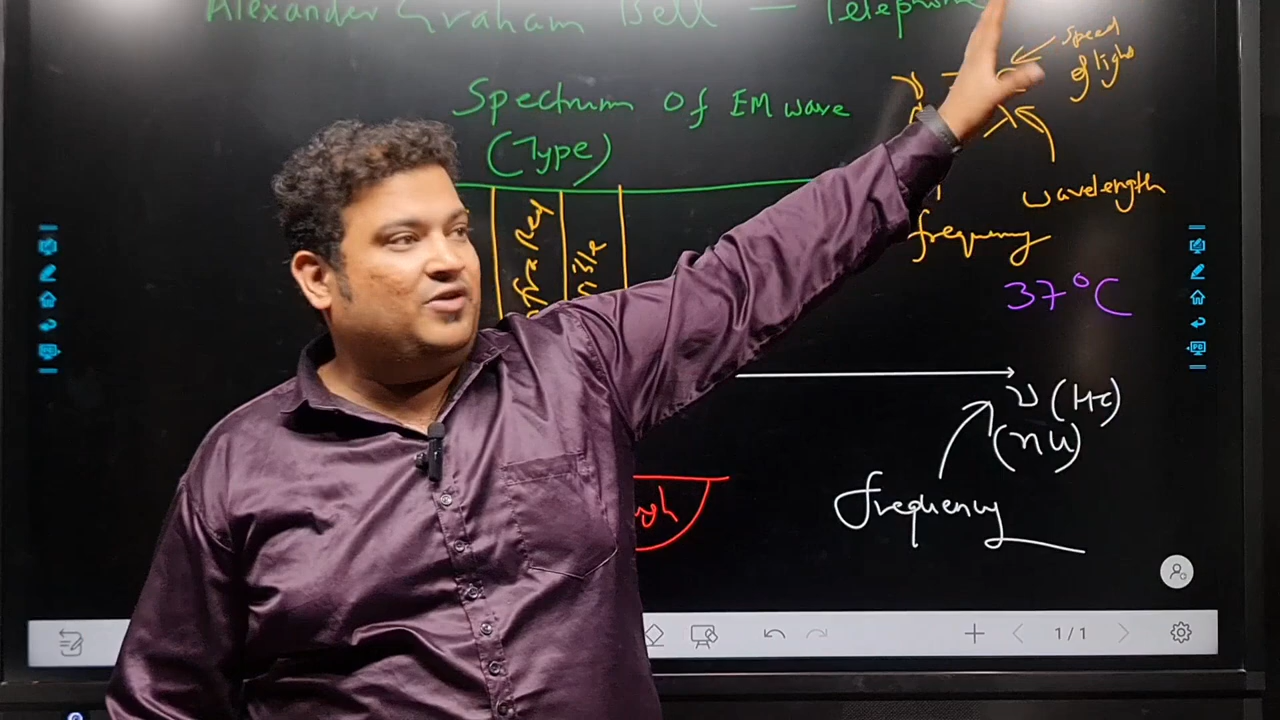 Alexander Graham Bell — Telephone
Spectrum of EM wave
(Type)
speed
of light
ν =
λ
wavelength
frequency
37°C
ν (Hz)
(nu)
frequency
1/1
PC